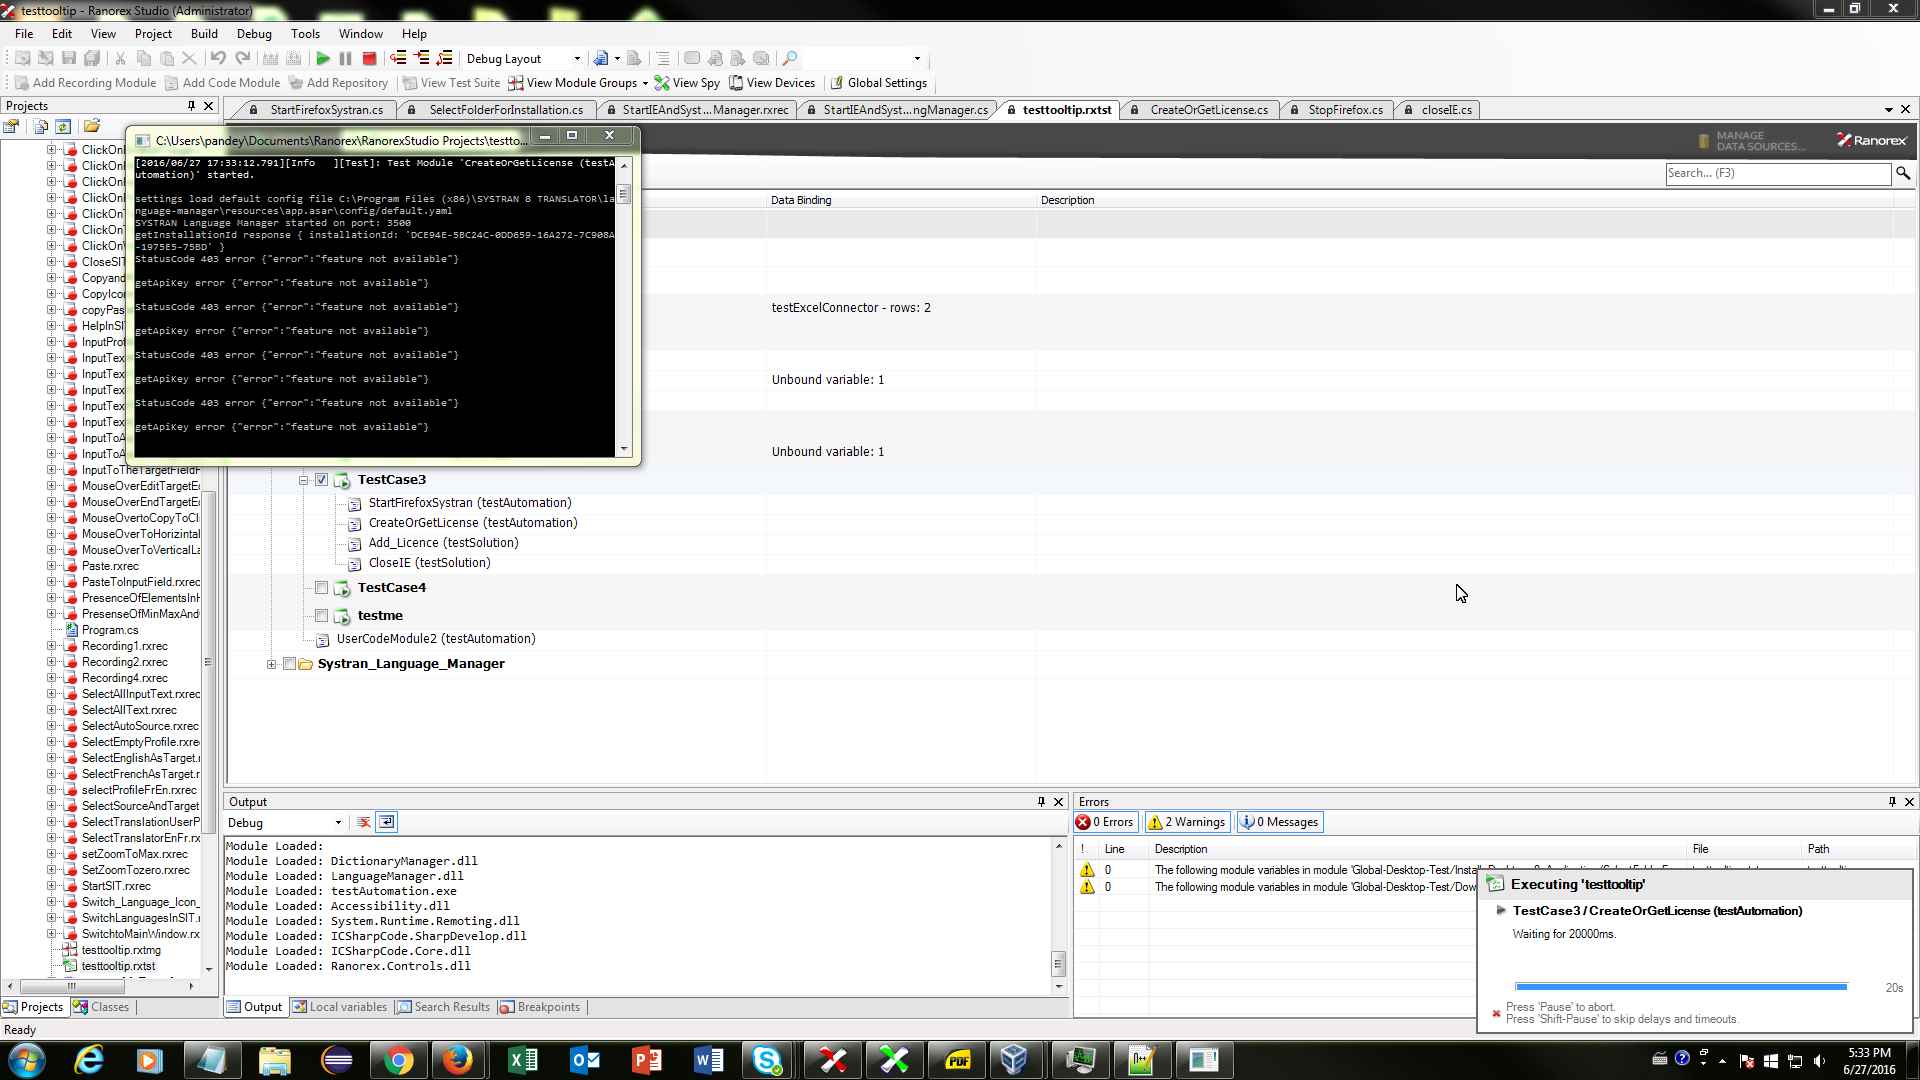 testtooltip - Ranorex Studio (Administrator)
File Edit View Project Build Debug Tools Window Help
Debug Layout
Add Recording Module Add Code Module Add Repository View Test Suite View Module Groups View Spy View Devices Global Settings
Projects
StartFirefoxSystran.cs SelectFolderForInstallation.cs StartIEAndSyst...Manager.rxrec StartIEAndSyst...ngManager.cs testtooltip.rxtst CreateOrGetLicense.cs StopFirefox.cs closeIE.cs
MANAGE
DATA SOURCES...
Ranorex
Search... (F3)
Data Binding Description
testExcelConnector - rows: 2
Unbound variable: 1
Unbound variable: 1
C:\Users\pandey\Documents\Ranorex\RanorexStudio Projects\testto...
[2016/06/27 17:33:12.791][Info ][Test]: Test Module 'CreateOrGetLicense (testA
utomation)' started.
settings load default config file C:\Program Files (x86)\SYSTRAN 8 TRANSLATOR\la
nguage-manager\resources\app.asar\config/default.yaml
SYSTRAN Language Manager started on port: 3500
getInstallationId response { installationId: 'DCE94E-5BC24C-0DD659-16A272-7C908A
-1975E5-75BD' }
StatusCode 403 error {"error":"feature not available"}
getApiKey error {"error":"feature not available"}
StatusCode 403 error {"error":"feature not available"}
getApiKey error {"error":"feature not available"}
StatusCode 403 error {"error":"feature not available"}
getApiKey error {"error":"feature not available"}
StatusCode 403 error {"error":"feature not available"}
getApiKey error {"error":"feature not available"}
ClickOnI
ClickOn
ClickOn
ClickOn
ClickOn
ClickOnT
ClickOn
CloseSI
Copyand
CopyIco
copyPas
HelpInSI
InputPro
InputTex
InputTex
InputTex
InputTex
InputTex
InputToA
InputToA
InputToTheTargetFieldF
MouseOverEditTargetE
MouseOverEndTargetE
MouseOvertoCopyToCl
MouseOverToHorizintal
MouseOverToVerticalLa
Paste.rxrec
PasteToInputField.rxrec
PresenceOfElementsInH
PresenseOfMinMaxAnd
Program.cs
Recording1.rxrec
Recording2.rxrec
Recording4.rxrec
SelectAllInputText.rxrec
SelectAllText.rxrec
SelectAutoSource.rxrec
SelectEmptyProfile.rxre
SelectEnglishAsTarget.r
SelectFrenchAsTarget.r
selectProfileFrEn.rxrec
SelectSourceAndTarget
SelectTranslationUserP
SelectTranslatorEnFr.rx
setZoomToMax.rxrec
SetZoomTozero.rxrec
StartSIT.rxrec
Switch_Language_Icon_
SwitchLanguagesInSIT.r
SwitchtoMainWindow.rx
testtooltip.rxtmg
testtooltip.rxtst
Projects Classes
TestCase3
StartFirefoxSystran (testAutomation)
CreateOrGetLicense (testAutomation)
Add_Licence (testSolution)
CloseIE (testSolution)
TestCase4
testme
UserCodeModule2 (testAutomation)
Systran_Language_Manager
Output
Debug
Module Loaded:
Module Loaded: DictionaryManager.dll
Module Loaded: LanguageManager.dll
Module Loaded: testAutomation.exe
Module Loaded: Accessibility.dll
Module Loaded: System.Runtime.Remoting.dll
Module Loaded: ICSharpCode.SharpDevelop.dll
Module Loaded: ICSharpCode.Core.dll
Module Loaded: Ranorex.Controls.dll
Output Local variables Search Results Breakpoints
Errors
0 Errors 2 Warnings 0 Messages
! Line Description File Path
0 The following module variables in module 'Global-Desktop-Test/Insta
0 The following module variables in module 'Global-Desktop-Test/Dow
Executing 'testtooltip'
TestCase3 / CreateOrGetLicense (testAutomation)
Waiting for 20000ms.
20s
Press 'Pause' to abort.
Press 'Shift-Pause' to skip delays and timeouts.
Ready
5:33 PM
6/27/2016